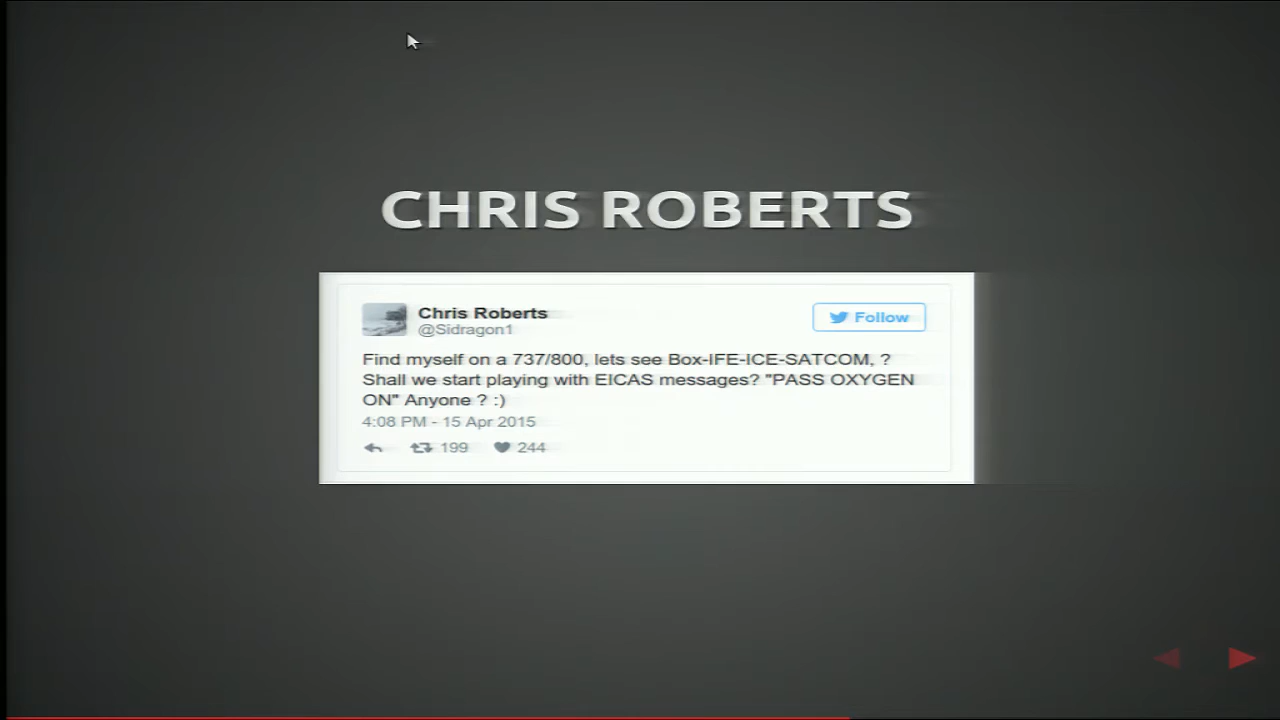 CHRIS ROBERTS
Chris Roberts
@Sidragon1
Follow
Find myself on a 737/800, lets see Box-IFE-ICE-SATCOM, ?
Shall we start playing with EICAS messages? "PASS OXYGEN
ON" Anyone ? :)
4:08 PM - 15 Apr 2015
199 244